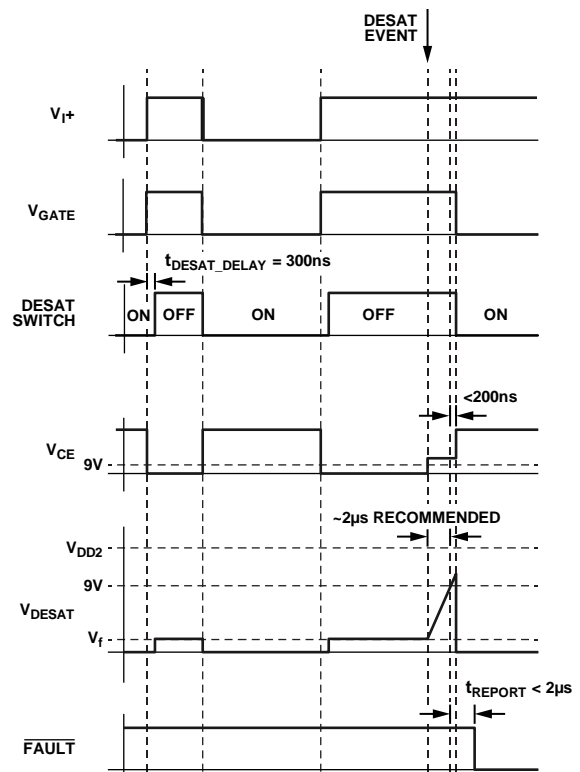 DESAT
EVENT
VI+
VGATE
tDESAT_DELAY = 300ns
DESAT
SWITCH
ON
OFF
ON
OFF
ON
<200ns
VCE
9V
~2µs RECOMMENDED
VDD2
9V
VDESAT
Vf
tREPORT < 2µs
FAULT